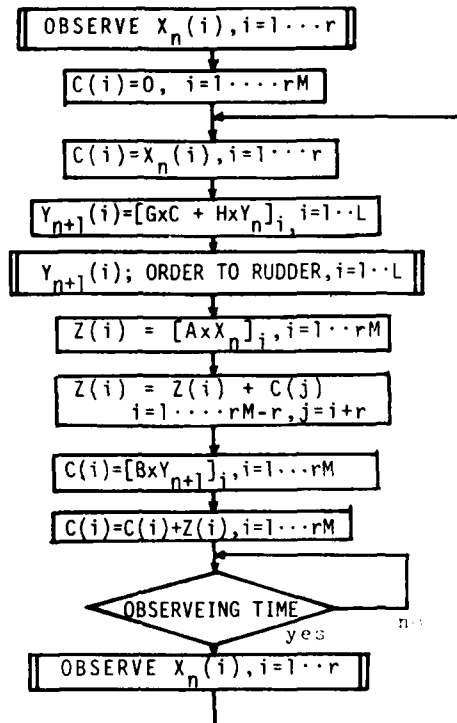 OBSERVE X_n(i),i=1···r
C(i)=0, i=1····rM
C(i)=X_n(i),i=1···r
Y_{n+1}(i)=[GxC + HxY_n]_i, i=1··L
Y_{n+1}(i); ORDER TO RUDDER,i=1··L
Z(i) = [AxX_n]_i,i=1··rM
Z(i) = Z(i) + C(j)
i=1····rM-r,j=i+r
C(i)=[BxY_{n+1}]_i,i=1···rM
C(i)=C(i)+Z(i),i=1···rM
OBSERVEING TIME
no
yes
OBSERVE X_n(i),i=1··r